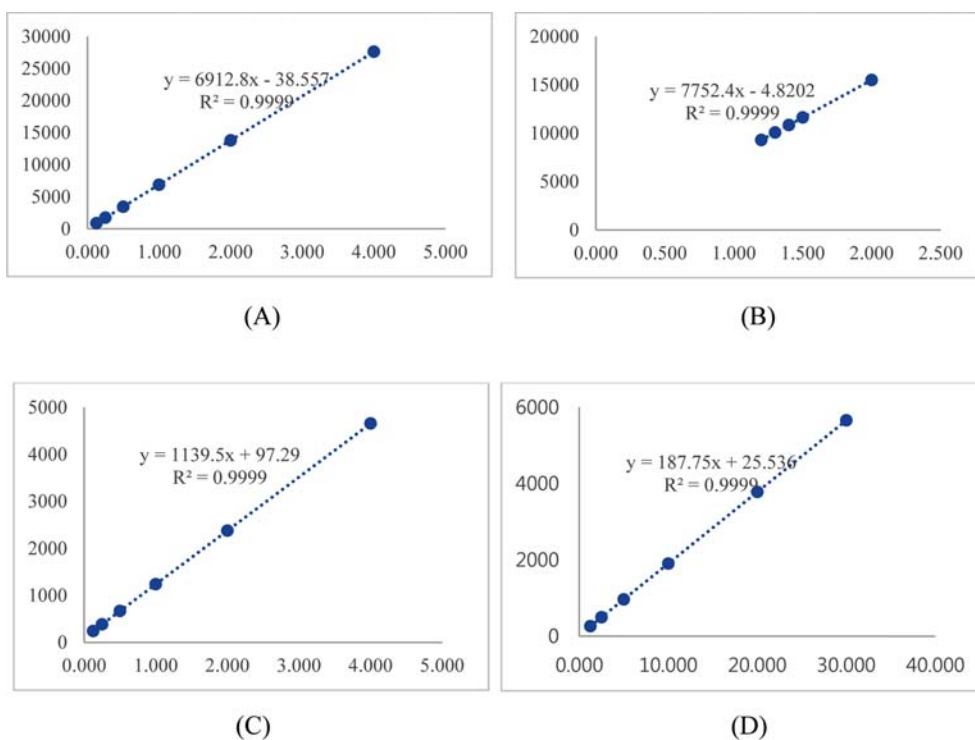 30000
25000
20000
15000
10000
5000
0
y = 6912.8x - 38.557
R² = 0.9999
0.000 1.000 2.000 3.000 4.000 5.000
(A)
20000
15000
10000
5000
0
y = 7752.4x - 4.8202
R² = 0.9999
0.000 0.500 1.000 1.500 2.000 2.500
(B)
5000
4000
3000
2000
1000
0
y = 1139.5x + 97.29
R² = 0.9999
0.000 1.000 2.000 3.000 4.000 5.000
(C)
6000
4000
2000
0
y = 187.75x + 25.536
R² = 0.9999
0.000 10.000 20.000 30.000 40.000
(D)